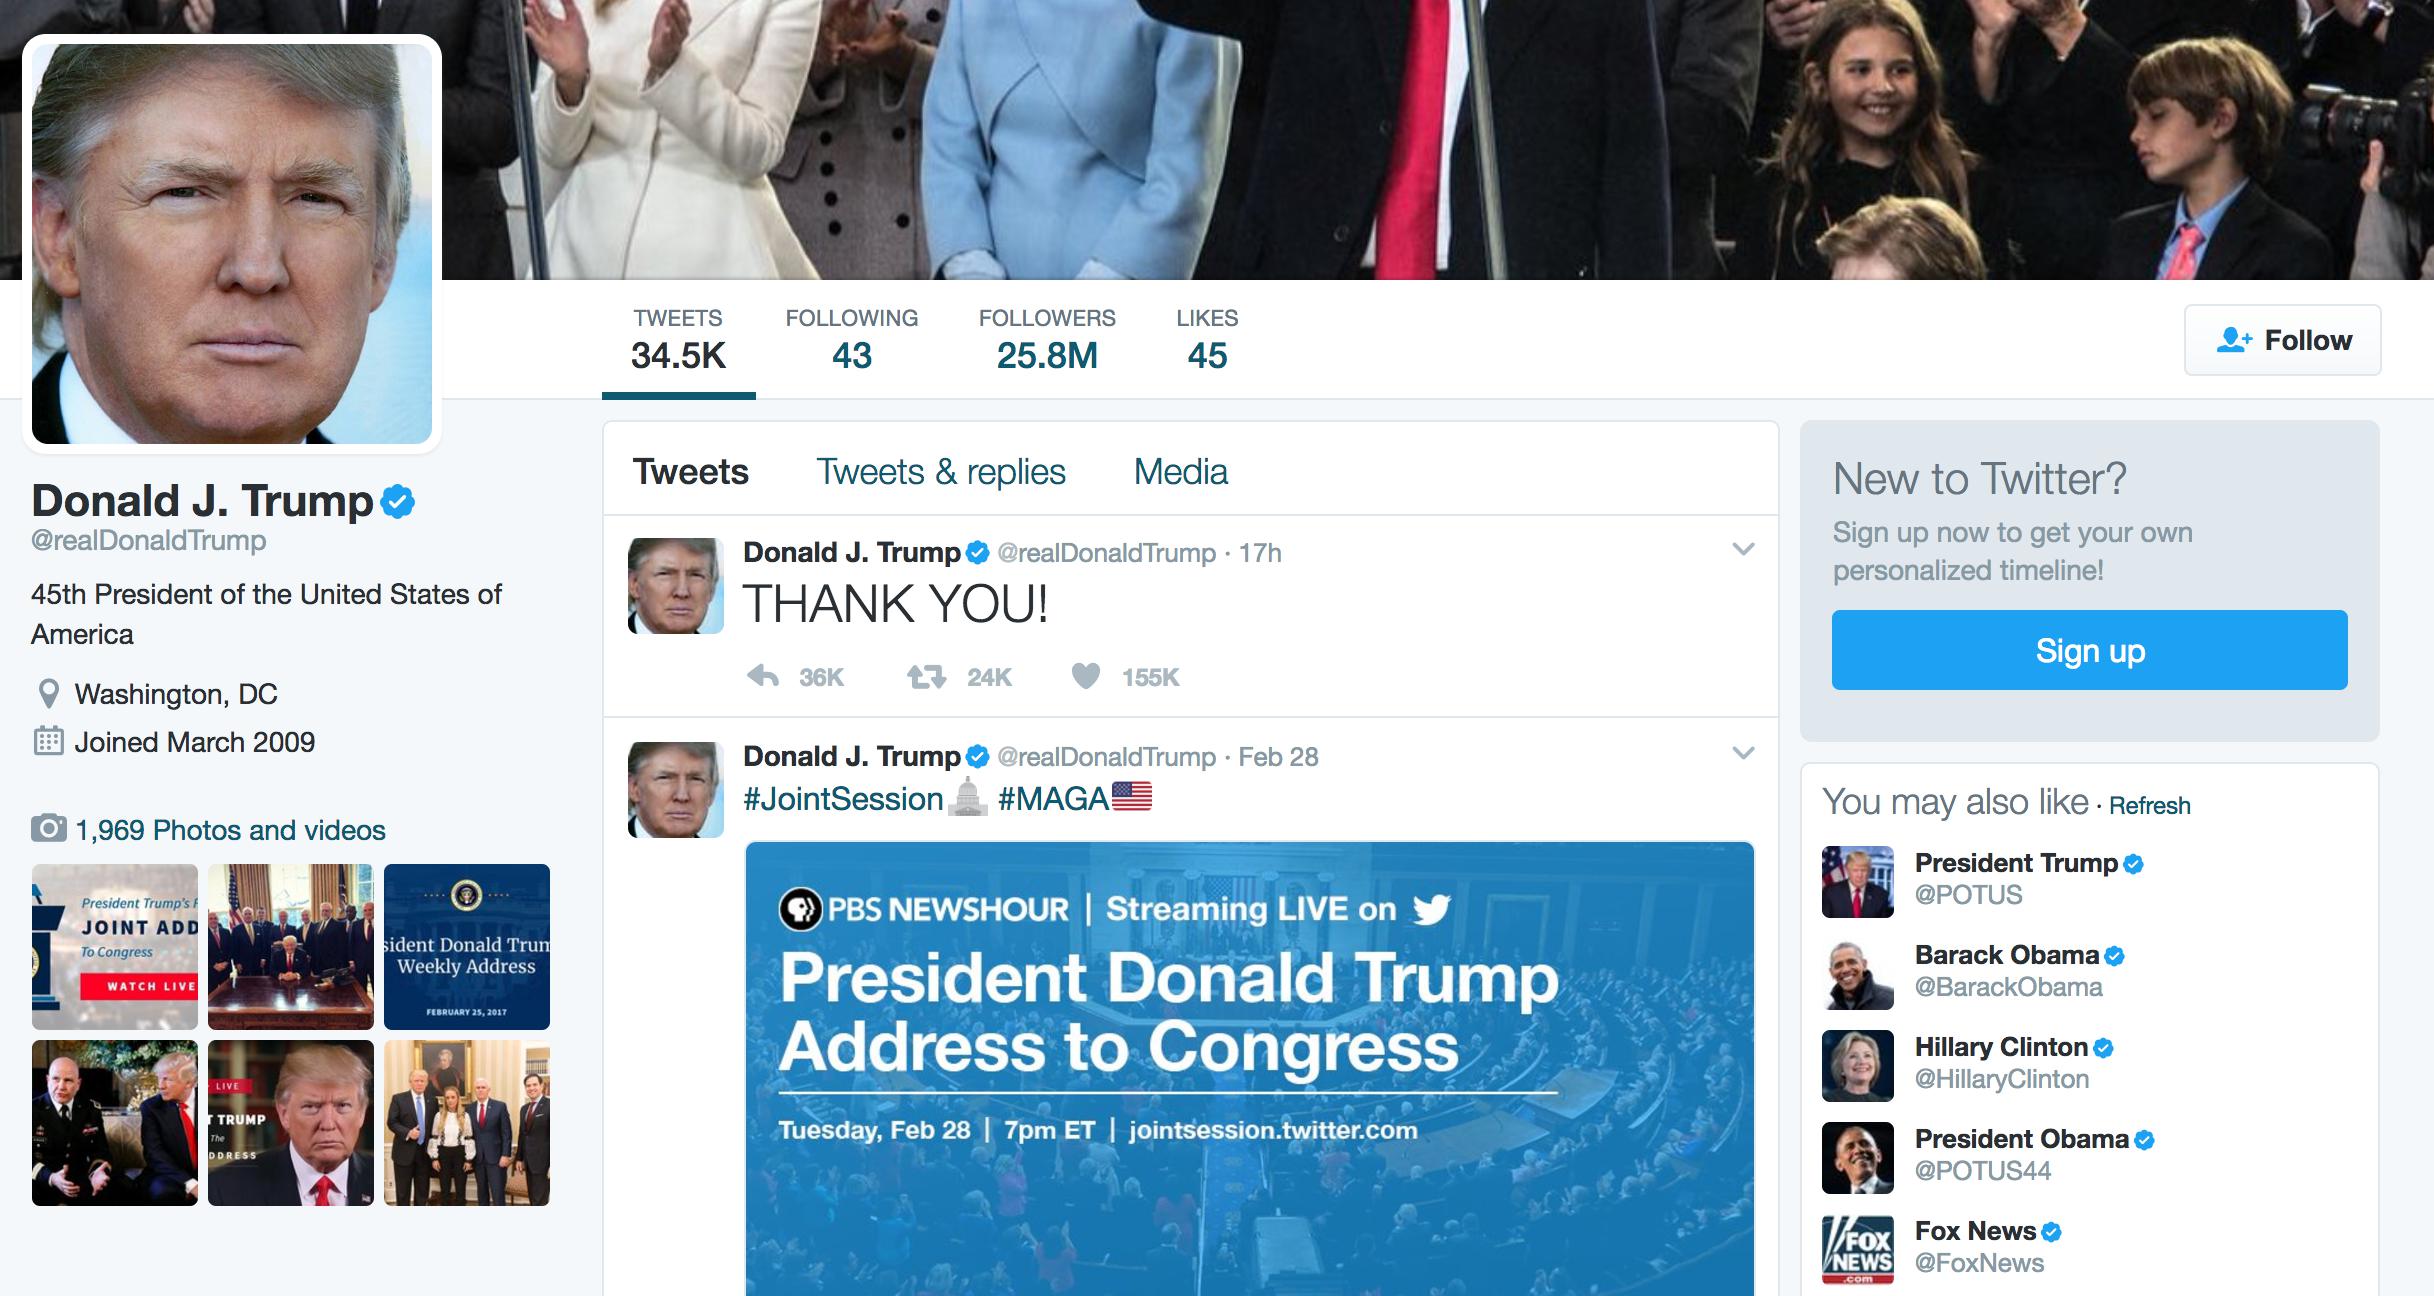 TWEETS
34.5K
FOLLOWING
43
FOLLOWERS
25.8M
LIKES
45
Follow
Donald J. Trump
@realDonaldTrump
45th President of the United States of
America
Washington, DC
Joined March 2009
1,969 Photos and videos
President Trump's
JOINT ADD
To Congress
WATCH LIVE
sident Donald Trum
Weekly Address
FEBRUARY 25, 2017
LIVE
T TRUMP
The
DDRESS
Tweets
Tweets & replies
Media
Donald J. Trump @realDonaldTrump · 17h
THANK YOU!
36K 24K 155K
Donald J. Trump @realDonaldTrump · Feb 28
#JointSession #MAGA
PBS NEWSHOUR | Streaming LIVE on
President Donald Trump
Address to Congress
Tuesday, Feb 28 | 7pm ET | jointsession.twitter.com
New to Twitter?
Sign up now to get your own
personalized timeline!
Sign up
You may also like · Refresh
President Trump
@POTUS
Barack Obama
@BarackObama
Hillary Clinton
@HillaryClinton
President Obama
@POTUS44
Fox News
@FoxNews
FOX
NEWS
.com